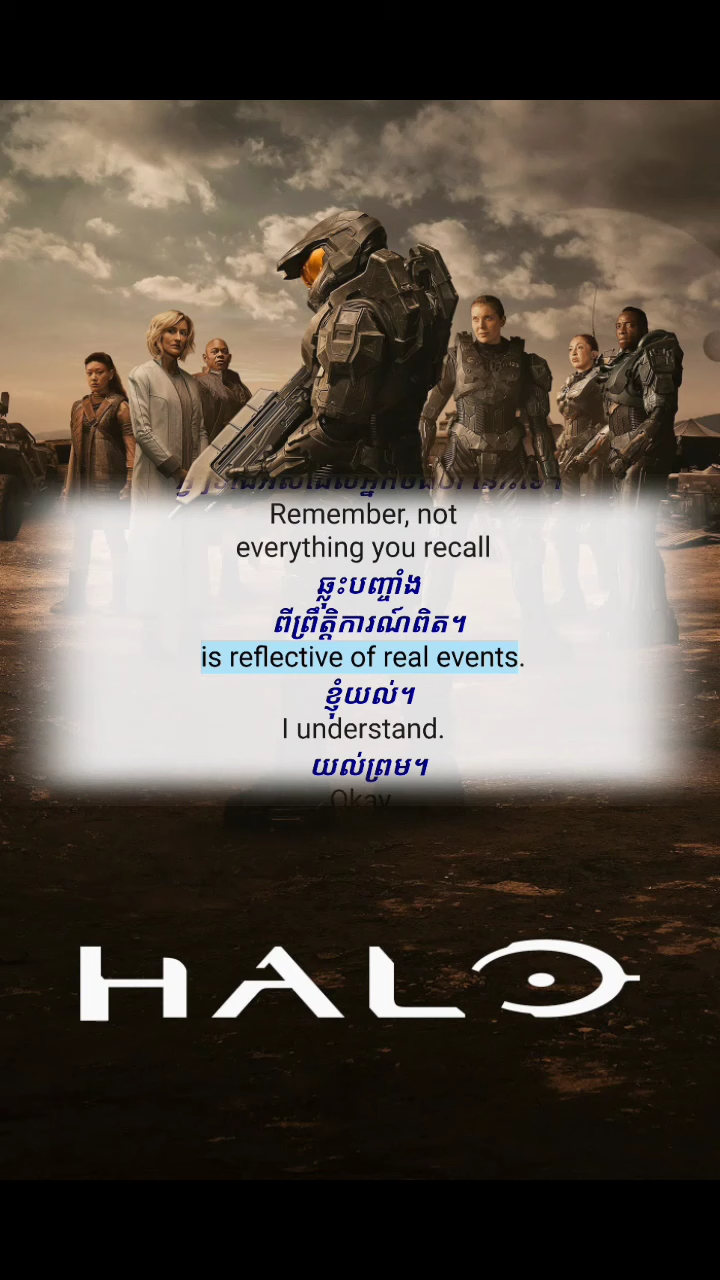 Remember, not
everything you recall
ឆ្លុះបញ្ចាំង
ពីព្រឹត្តិការណ៍ពិត។
is reflective of real events.
ខ្ញុំយល់។
I understand.
យល់ព្រម។
Okay
HALO